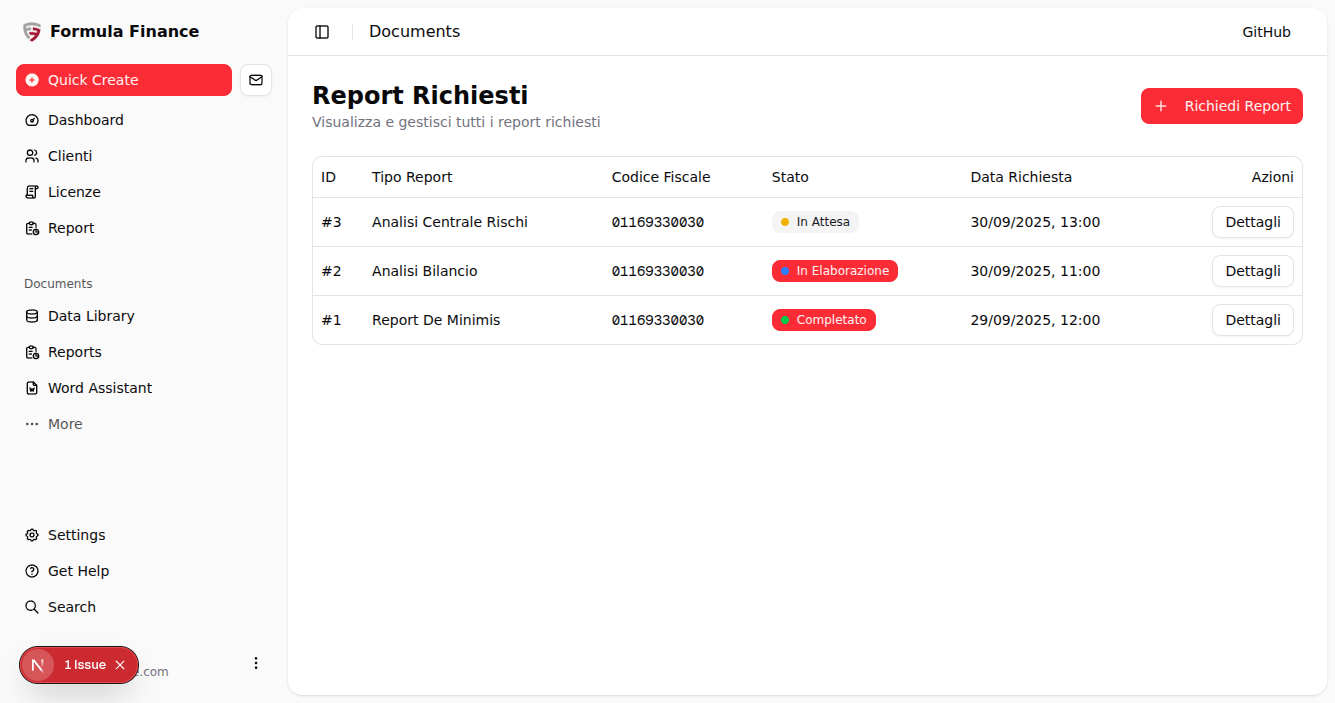 Formula Finance
Documents
GitHub
Quick Create
Dashboard
Clienti
Licenze
Report
Documents
Data Library
Reports
Word Assistant
More
Settings
Get Help
Search
1 Issue
.com
Report Richiesti
Visualizza e gestisci tutti i report richiesti
Richiedi Report
ID Tipo Report Codice Fiscale Stato Data Richiesta Azioni
#3 Analisi Centrale Rischi 01169330030 In Attesa 30/09/2025, 13:00 Dettagli
#2 Analisi Bilancio 01169330030 In Elaborazione 30/09/2025, 11:00 Dettagli
#1 Report De Minimis 01169330030 Completato 29/09/2025, 12:00 Dettagli